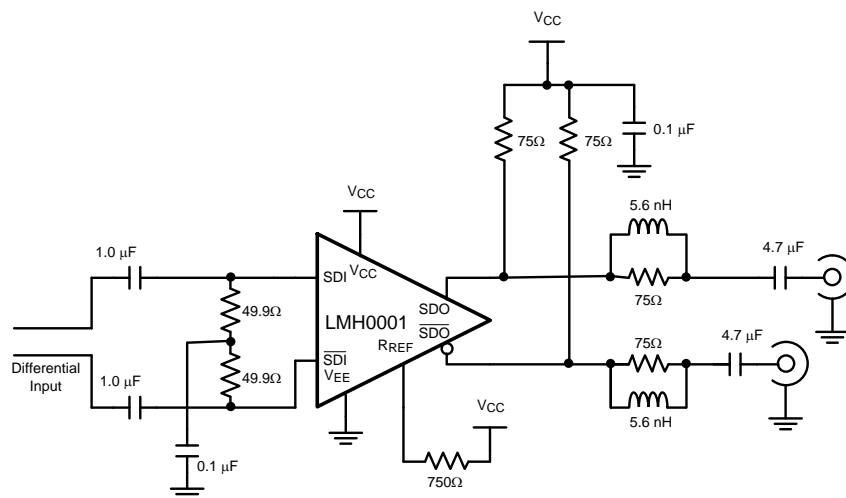 VCC
75Ω
75Ω
0.1 µF
VCC
5.6 nH
1.0 µF
4.7 µF
VCC
SDI
SDO
75Ω
49.9Ω
LMH0001
SDO
75Ω
4.7 µF
RREF
SDI
Differential
Input
49.9Ω
VEE
1.0 µF
VCC
5.6 nH
0.1 µF
750Ω